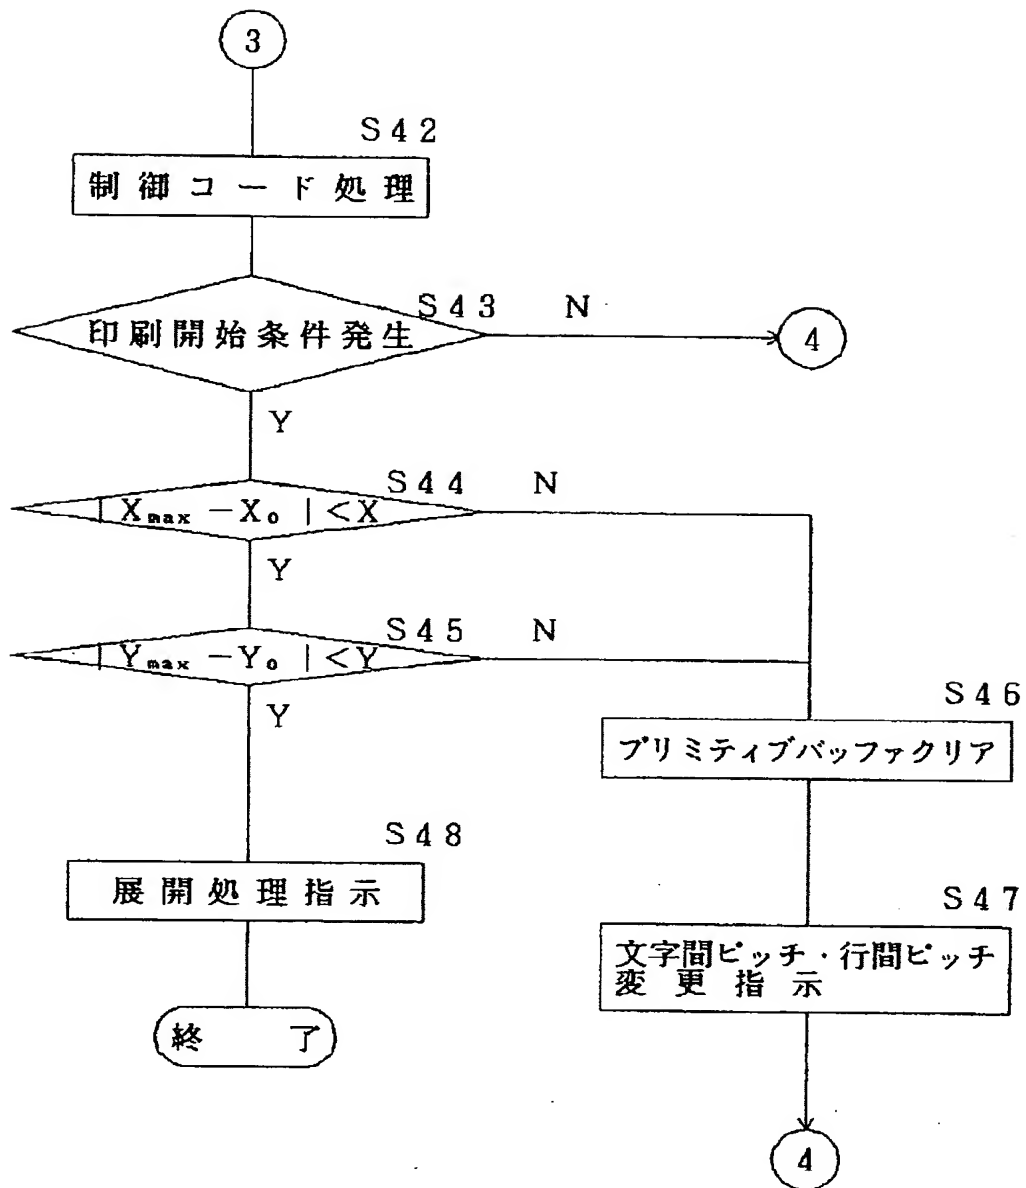 3
S42
制御コード処理
S43 N
印刷開始条件発生
4
Y
S44 N
|Xmax−X0|<X
Y
S45 N
|Ymax−Y0|<Y
Y
S46
プリミティブバッファクリア
S48
展開処理指示
S47
文字間ピッチ・行間ピッチ
変更指示
終了
4